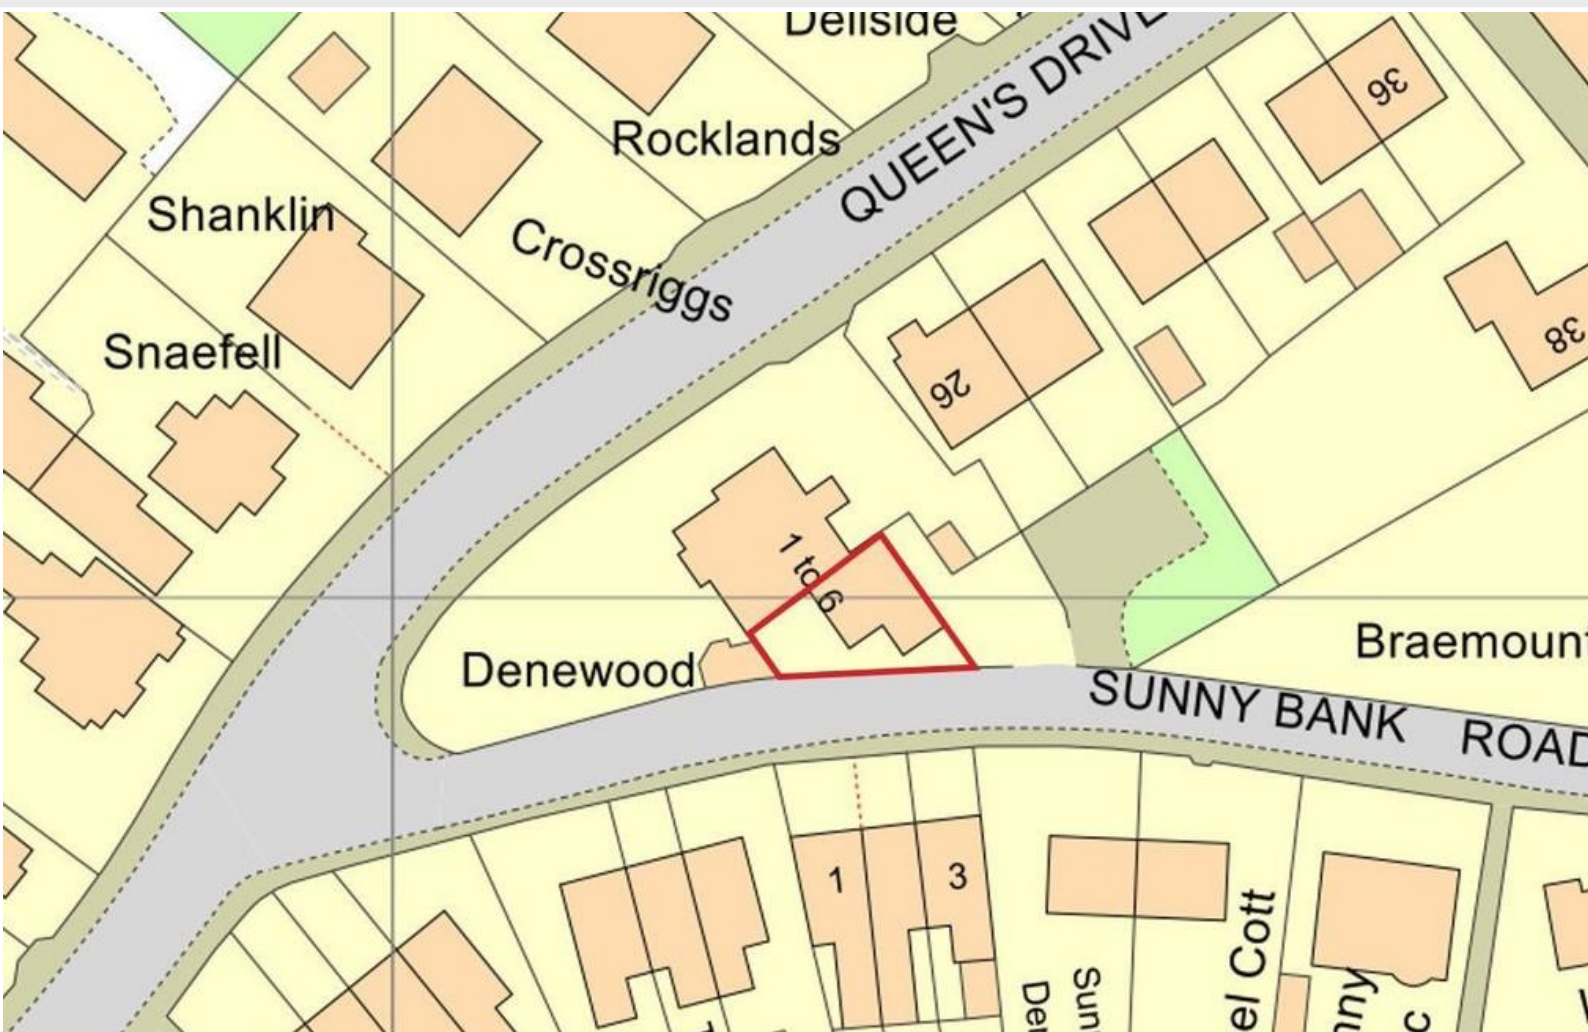 Dellside
QUEEN'S DRIVE
36
Rocklands
Shanklin
Crossriggs
Snaefell
38
26
1 to 6
Denewood
Braemount
SUNNY BANK ROAD
1
3